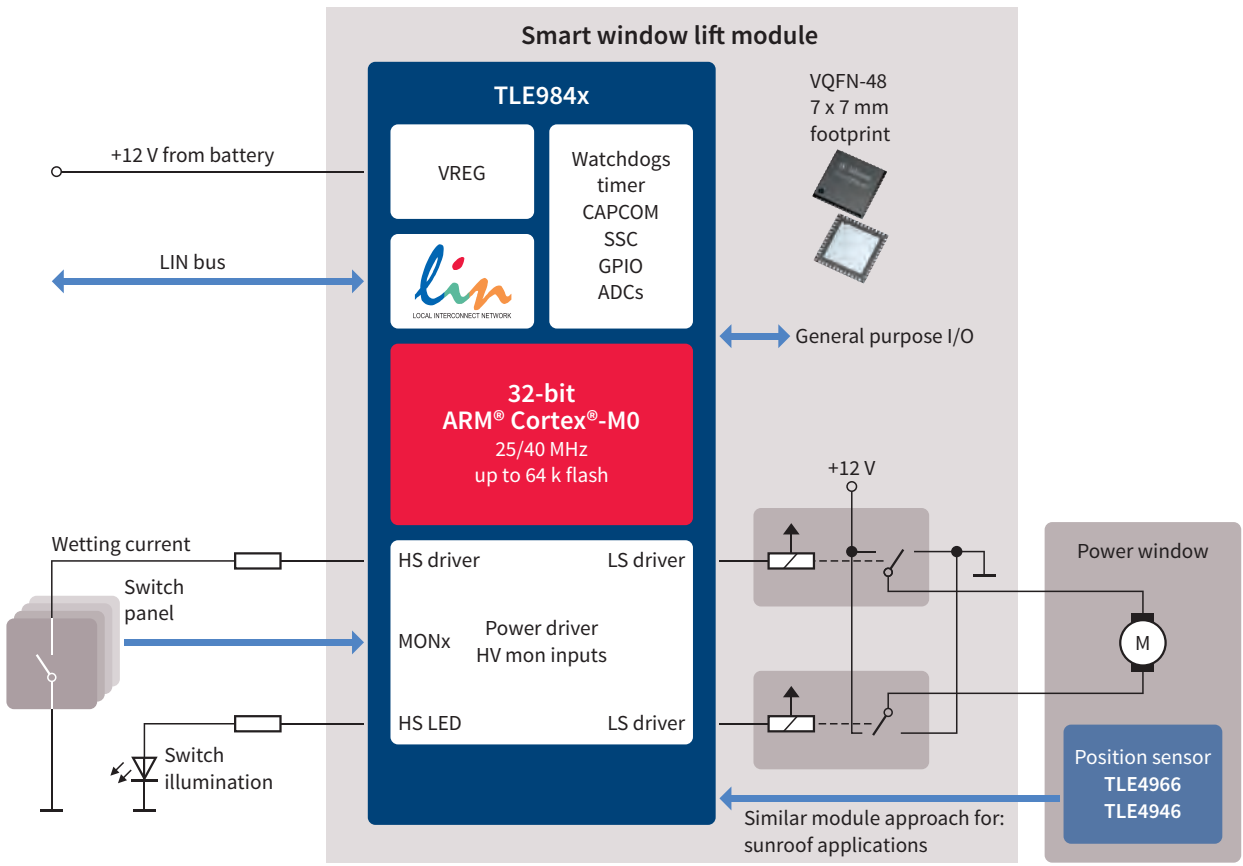 Smart window lift module
TLE984x
VQFN-48
7 x 7 mm
footprint
+12 V from battery
VREG
Watchdogs
timer
CAPCOM
SSC
GPIO
ADCs
LIN bus
lin
LOCAL INTERCONNECT NETWORK
General purpose I/O
32-bit
ARM® Cortex®-M0
25/40 MHz
up to 64 k flash
+12 V
Wetting current
HS driver
LS driver
Power window
Switch
panel
MONx
Power driver
HV mon inputs
M
HS LED
LS driver
Switch
illumination
Position sensor
TLE4966
TLE4946
Similar module approach for:
sunroof applications